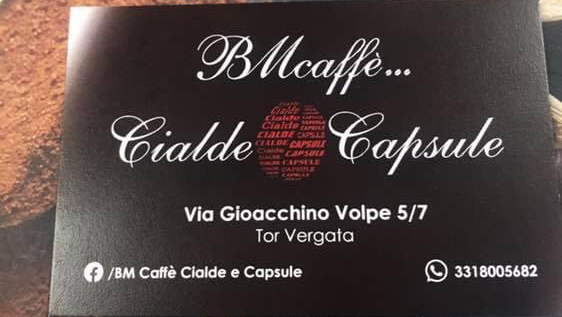 BMcaffè...
Cialde Capsule
Via Gioacchino Volpe 5/7
Tor Vergata
/BM Caffè Cialde e Capsule
3318005682